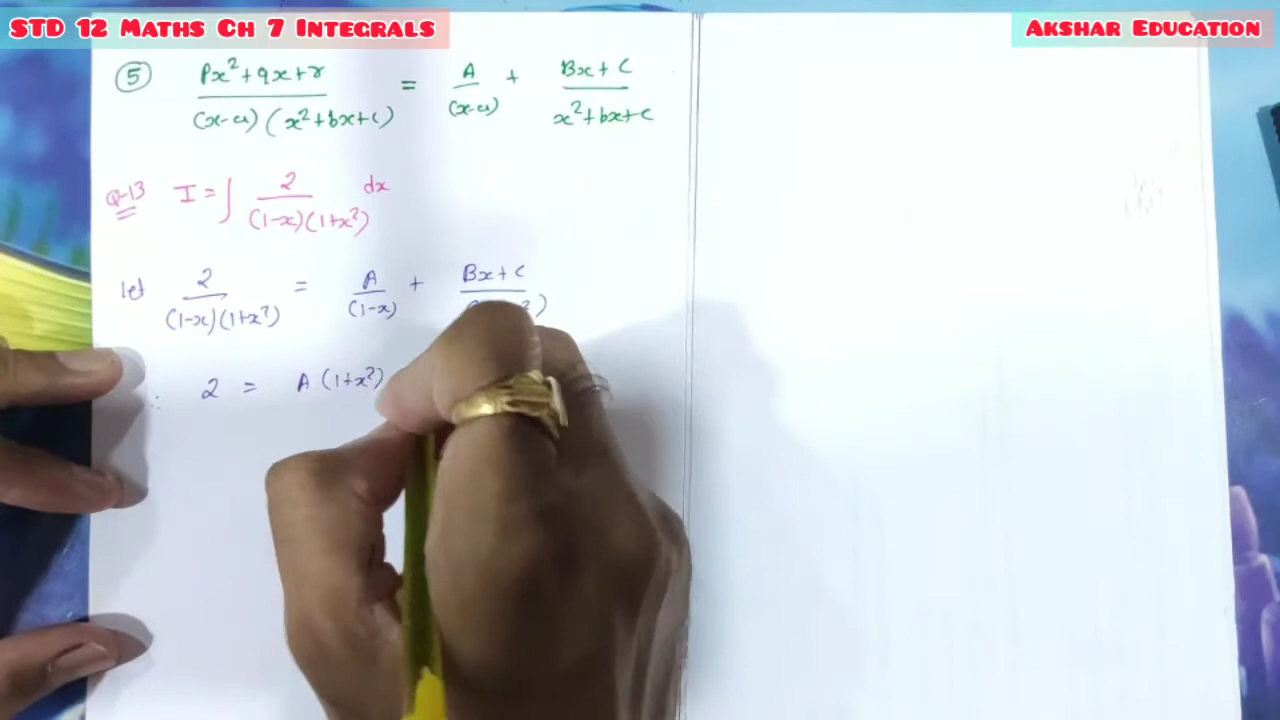 STD 12 Maths Ch 7 Integrals
Akshar Education
⑤ px²+qx+r / (x-a)(x²+bx+c) = A / (x-a) + Bx+C / x²+bx+c
Q-13 I = ∫ 2 / (1-x)(1+x²) dx
let 2 / (1-x)(1+x²) = A / (1-x) + Bx+C / ²)
∴ 2 = A(1+x²)